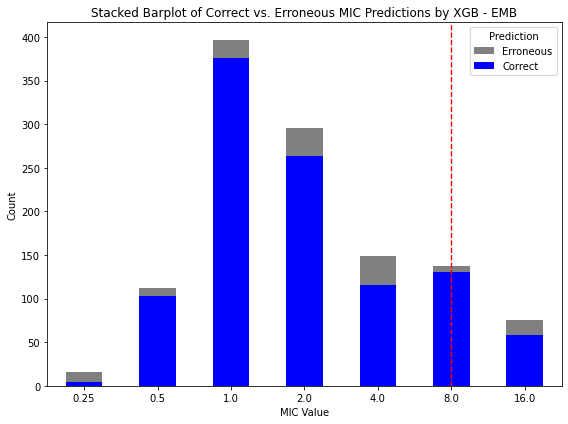 Stacked Barplot of Correct vs. Erroneous MIC Predictions by XGB - EMB
Prediction
Erroneous
Correct
Count
400
350
300
250
200
150
100
50
0
0.25 0.5 1.0 2.0 4.0 8.0 16.0
MIC Value